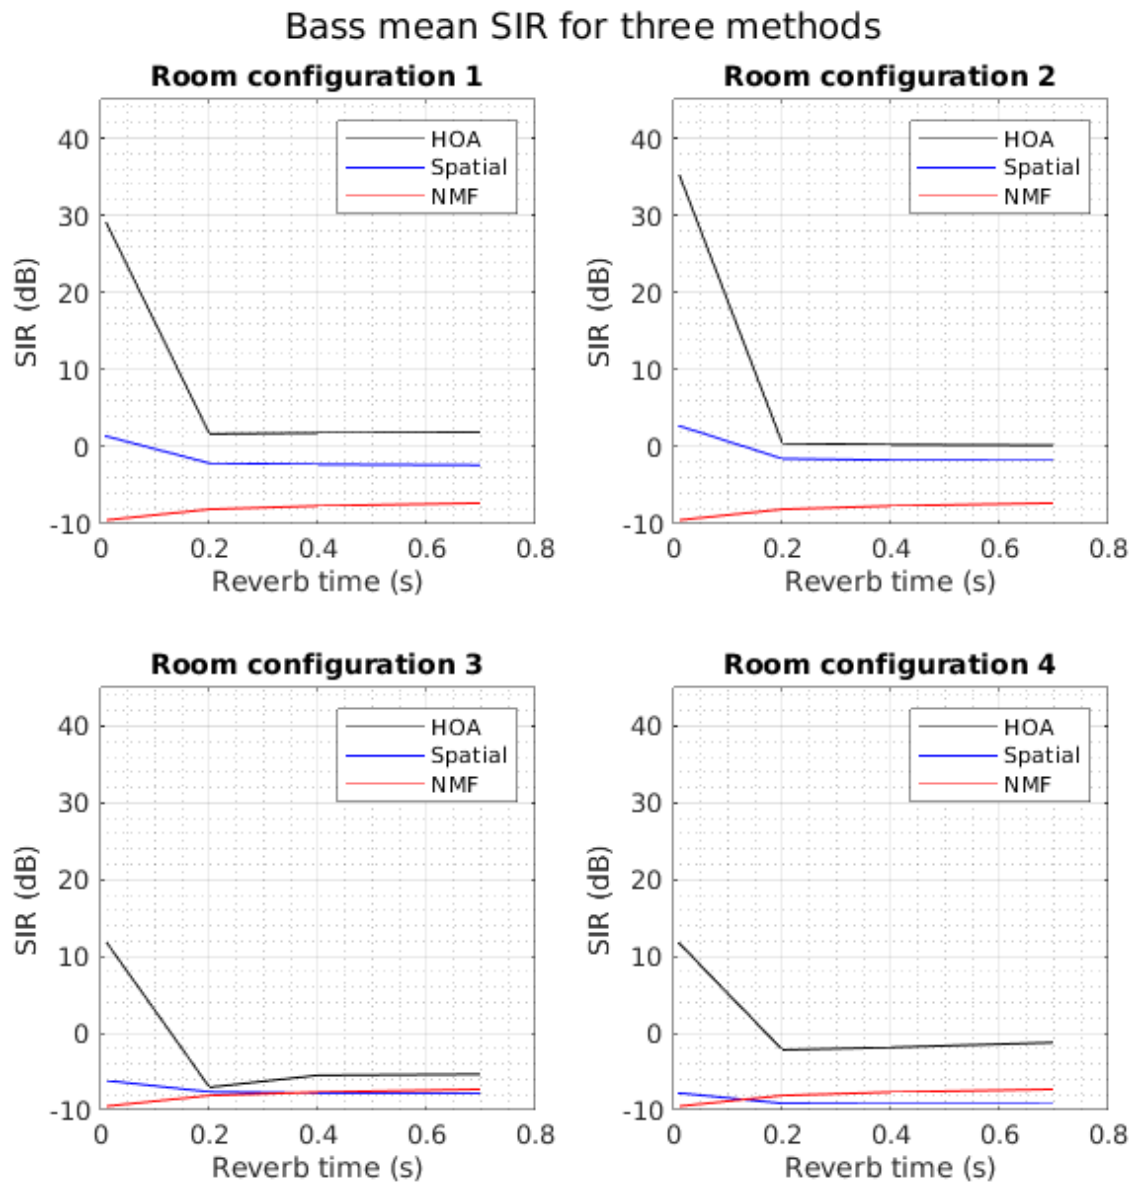 Bass mean SIR for three methods
Room configuration 1
40
30
20
10
0
-10
SIR (dB)
HOA
Spatial
NMF
0 0.2 0.4 0.6 0.8
Reverb time (s)
Room configuration 2
40
30
20
10
0
-10
SIR (dB)
HOA
Spatial
NMF
0 0.2 0.4 0.6 0.8
Reverb time (s)
Room configuration 3
40
30
20
10
0
-10
SIR (dB)
HOA
Spatial
NMF
0 0.2 0.4 0.6 0.8
Reverb time (s)
Room configuration 4
40
30
20
10
0
-10
SIR (dB)
HOA
Spatial
NMF
0 0.2 0.4 0.6 0.8
Reverb time (s)